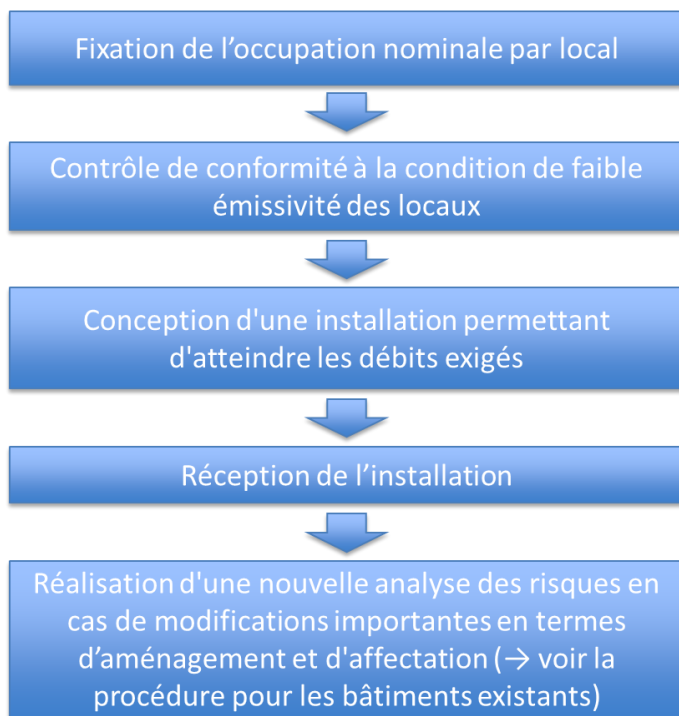 Fixation de l’occupation nominale par local
Contrôle de conformité à la condition de faible
émissivité des locaux
Conception d'une installation permettant
d'atteindre les débits exigés
Réception de l’installation
Réalisation d'une nouvelle analyse des risques en
cas de modifications importantes en termes
d’aménagement et d'affectation (→ voir la
procédure pour les bâtiments existants)